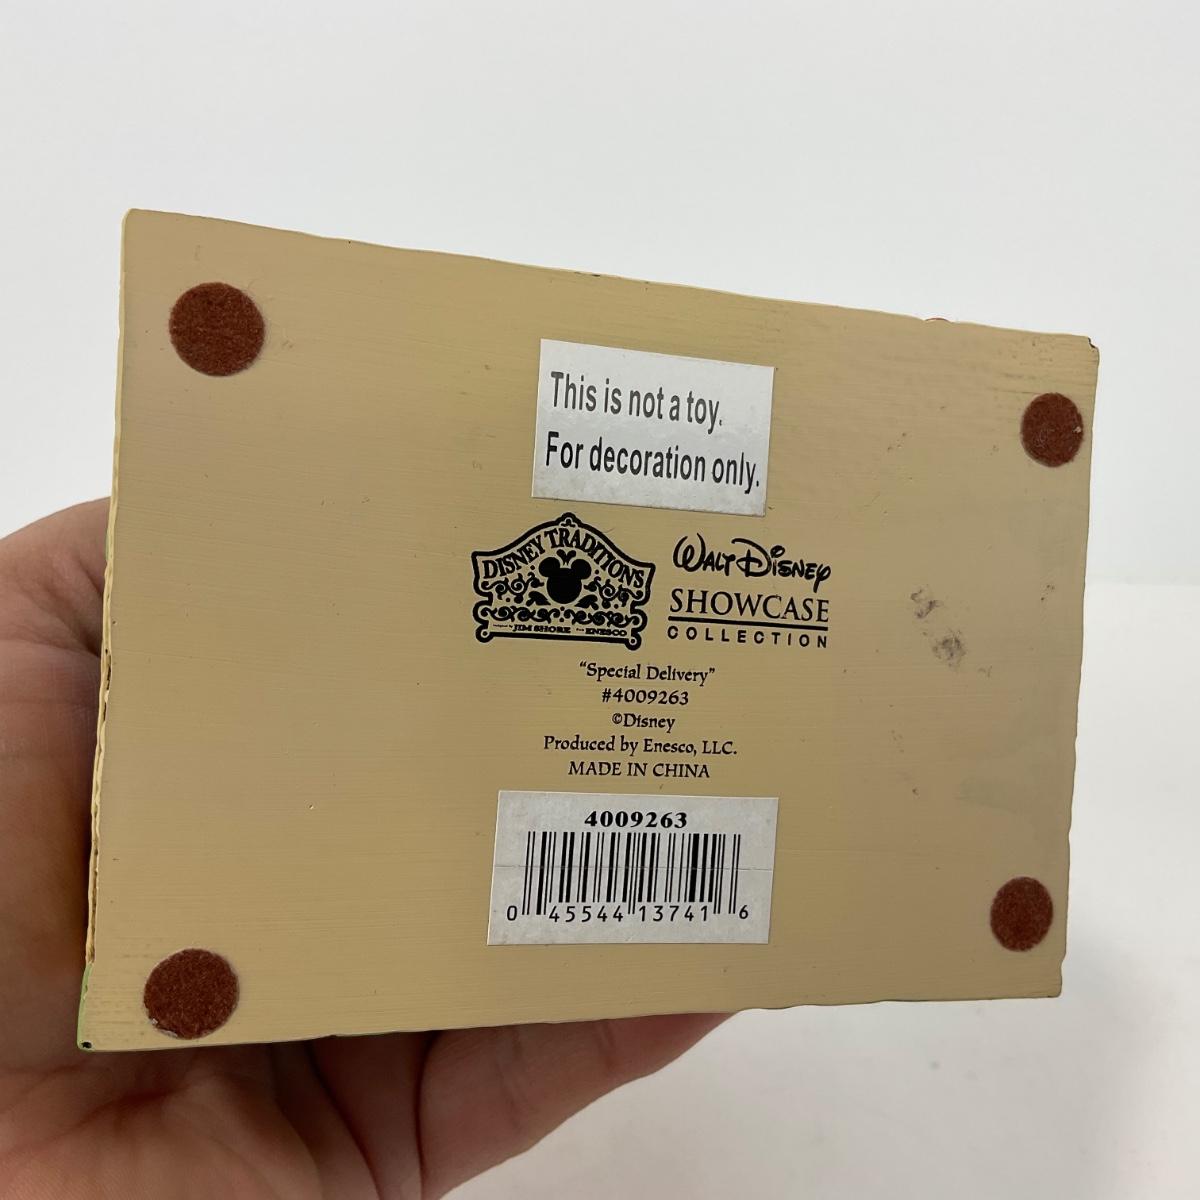 This is not a toy.
For decoration only.
DISNEY TRADITIONS
JIM SHORE ENESCO
WALT DISNEY
SHOWCASE
COLLECTION
"Special Delivery"
#4009263
©Disney
Produced by Enesco, LLC.
MADE IN CHINA
4009263
0 45544 13741 6